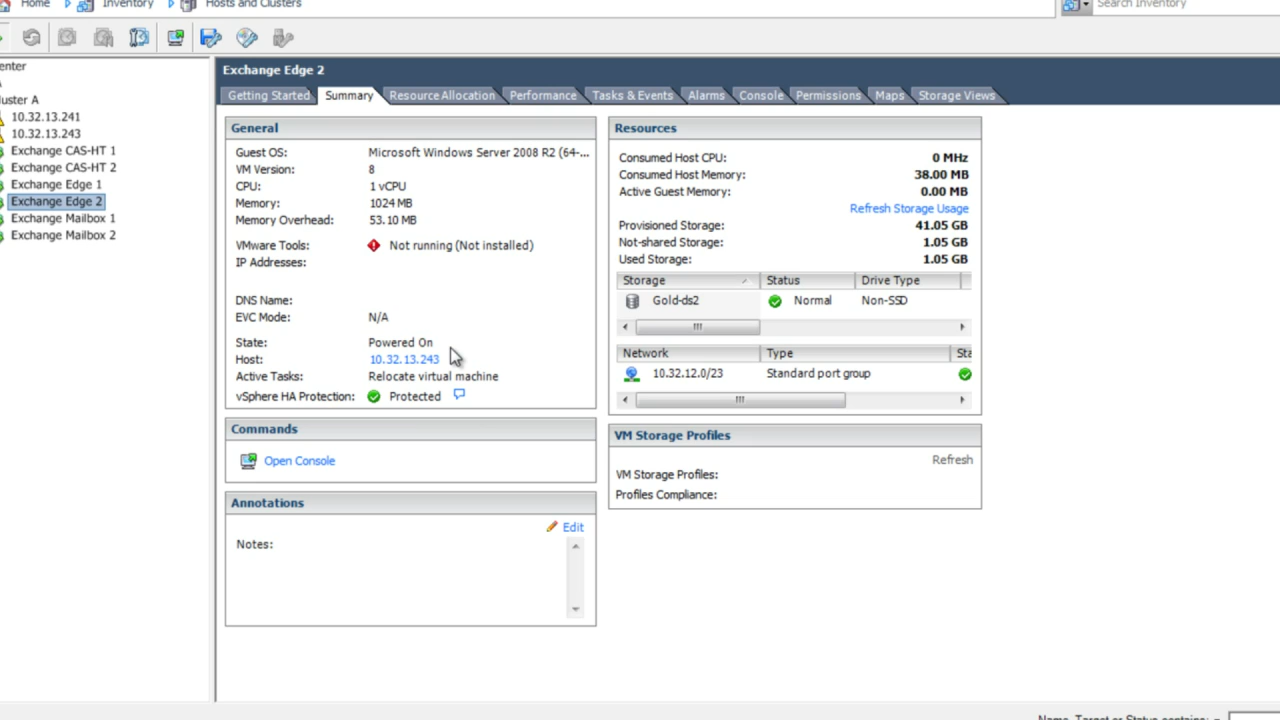 Home Inventory Hosts and Clusters Search Inventory
enter
luster A
10.32.13.241
10.32.13.243
Exchange CAS-HT 1
Exchange CAS-HT 2
Exchange Edge 1
Exchange Edge 2
Exchange Mailbox 1
Exchange Mailbox 2
Exchange Edge 2
Getting Started Summary Resource Allocation Performance Tasks & Events Alarms Console Permissions Maps Storage Views
General
Guest OS: Microsoft Windows Server 2008 R2 (64-...
VM Version: 8
CPU: 1 vCPU
Memory: 1024 MB
Memory Overhead: 53.10 MB
VMware Tools: Not running (Not installed)
IP Addresses:
DNS Name:
EVC Mode: N/A
State: Powered On
Host: 10.32.13.243
Active Tasks: Relocate virtual machine
vSphere HA Protection: Protected
Commands
Open Console
Annotations
Edit
Notes:
Resources
Consumed Host CPU: 0 MHz
Consumed Host Memory: 38.00 MB
Active Guest Memory: 0.00 MB
Refresh Storage Usage
Provisioned Storage: 41.05 GB
Not-shared Storage: 1.05 GB
Used Storage: 1.05 GB
Storage Status Drive Type
Gold-ds2 Normal Non-SSD
Network Type Sta
10.32.12.0/23 Standard port group
VM Storage Profiles
Refresh
VM Storage Profiles:
Profiles Compliance:
Name, Target or Status contains: